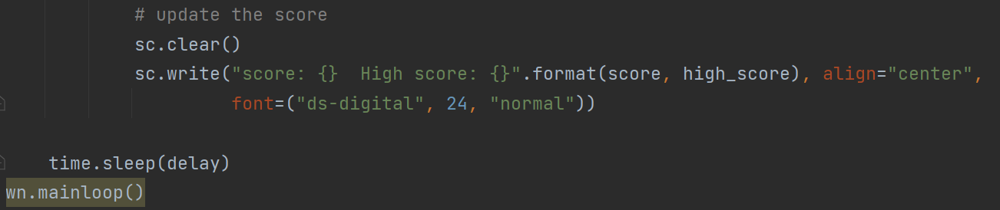 # update the score
sc.clear()
sc.write("score: {}  High score: {}".format(score, high_score), align="center",
font=("ds-digital", 24, "normal"))
time.sleep(delay)
wn.mainloop()